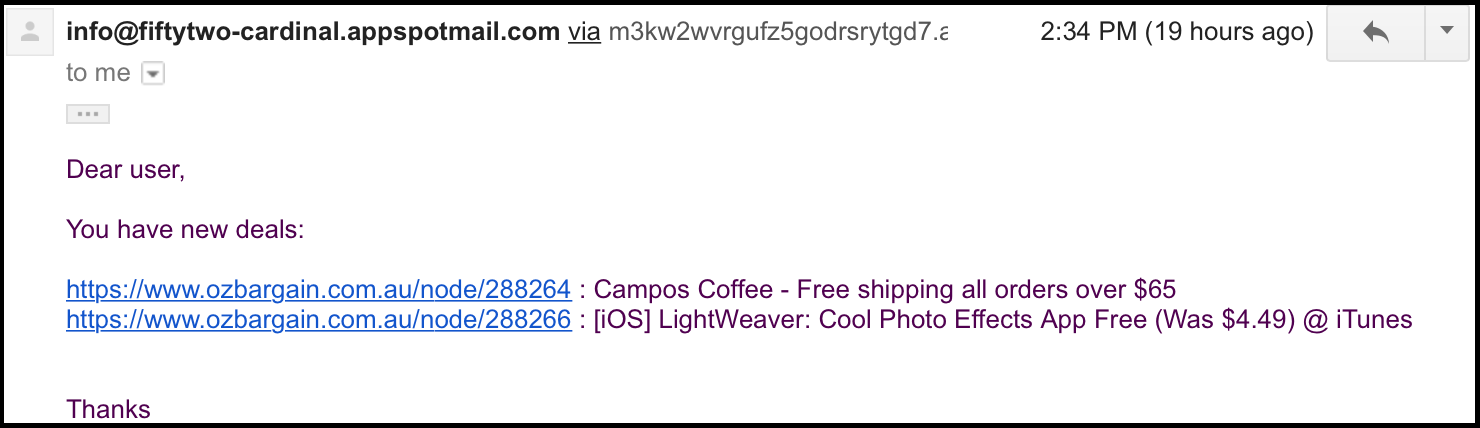 info@fiftytwo-cardinal.appspotmail.com via m3kw2wvrgufz5godrsrytgd7.a 2:34 PM (19 hours ago)
to me
Dear user,
You have new deals:
https://www.ozbargain.com.au/node/288264 : Campos Coffee - Free shipping all orders over $65
https://www.ozbargain.com.au/node/288266 : [iOS] LightWeaver: Cool Photo Effects App Free (Was $4.49) @ iTunes
Thanks